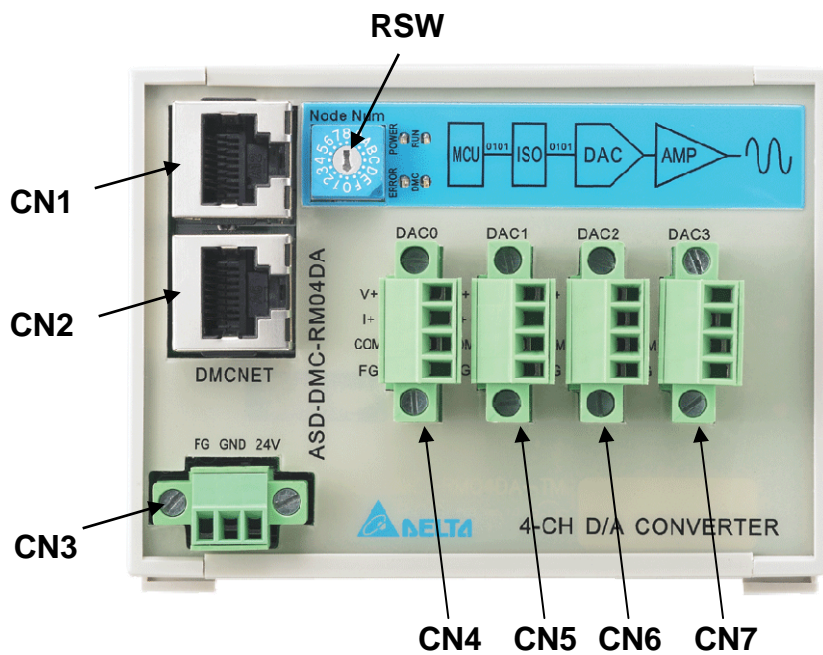 RSW
Node Num
POWER
FUN
ERROR
DMC
MCU 0101 ISO 0101 DAC AMP
CN1
CN2
DMCNET
ASD-DMC-RM04DA
DAC0 DAC1 DAC2 DAC3
V+
I+
COM
FG
FG GND 24V
CN3
DELTA
4-CH D/A CONVERTER
CN4 CN5 CN6 CN7